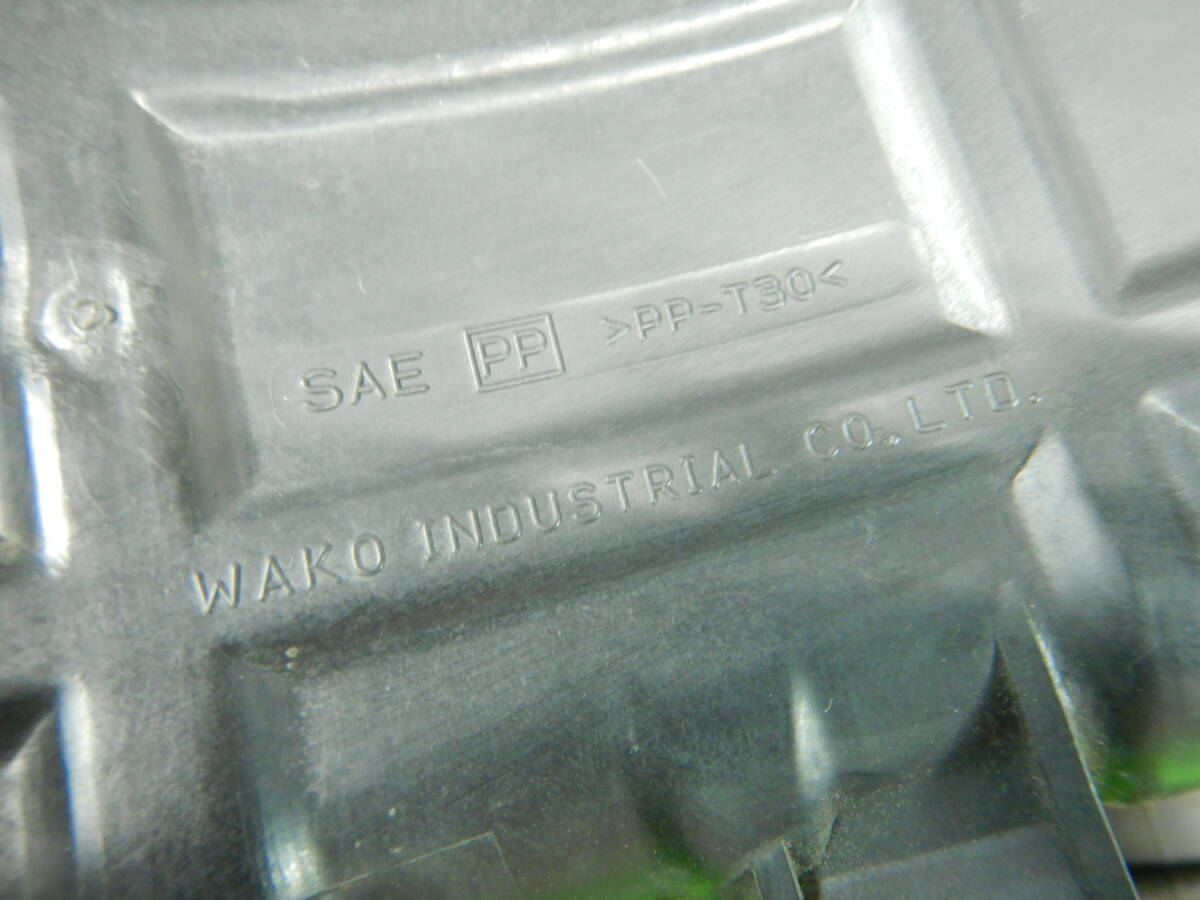 SAE PP >PP-T30<
WAKO INDUSTRIAL CO., LTD.